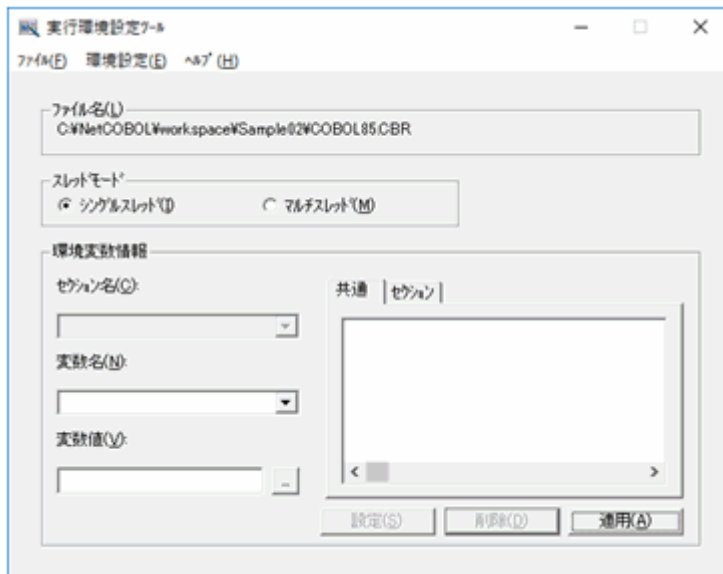 実行環境設定ﾂｰﾙ
ﾌｧｲﾙ(F) 環境設定(E) ﾍﾙﾌﾟ(H)
ﾌｧｲﾙ名(L)
C:¥NetCOBOL¥workspace¥Sample02¥COBOL85.CBR
ｽﾚｯﾄﾞﾓｰﾄﾞ
ｼﾝｸﾞﾙｽﾚｯﾄﾞ(I) ﾏﾙﾁｽﾚｯﾄﾞ(M)
環境変数情報
ｾｸｼｮﾝ名(C):
共通 ｾｸｼｮﾝ
変数名(N):
変数値(V):
...
設定(S) 削除(D) 適用(A)